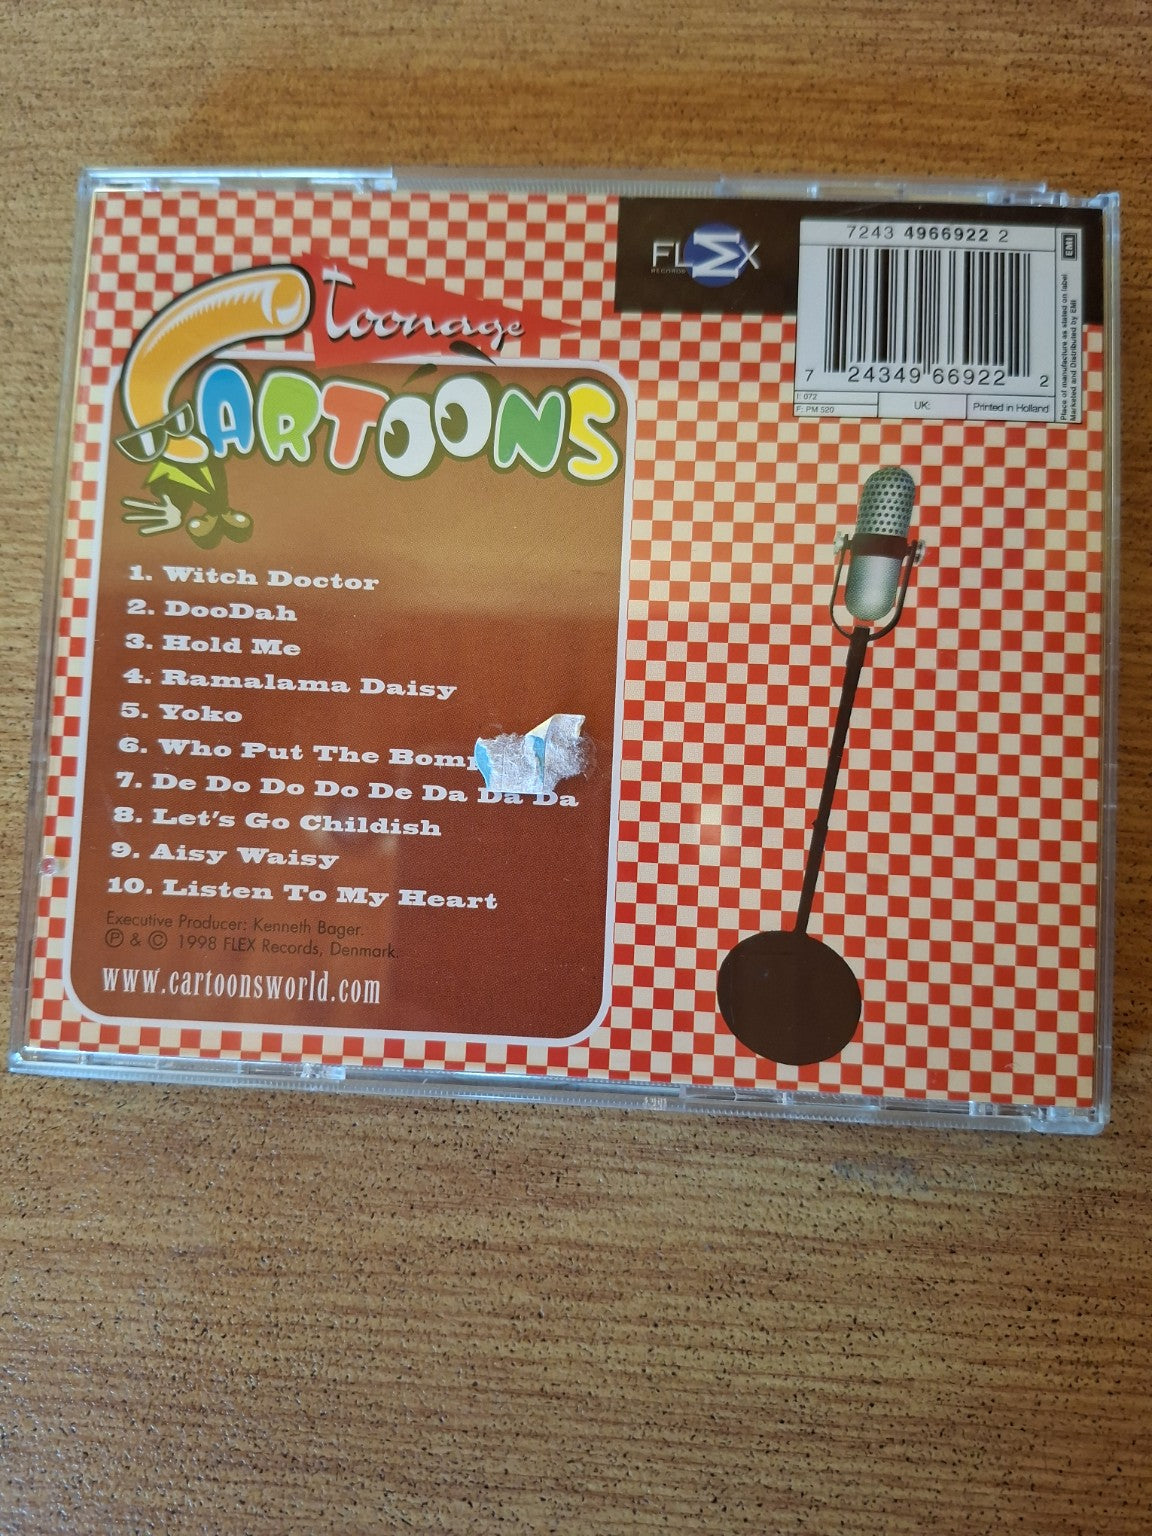 toonage
CARTOONS
1. Witch Doctor
2. DooDah
3. Hold Me
4. Ramalama Daisy
5. Yoko
6. Who Put The Bomp
7. De Do Do Do De Da Da Da
8. Let's Go Childish
9. Aisy Waisy
10. Listen To My Heart
Executive Producer: Kenneth Bager.
Ⓟ & © 1998 FLEX Records, Denmark.
www.cartoonsworld.com
FLEX
RECORDS
7243 4966922 2
7 24349 66922 2
I: 072
F: PM 520
UK:
Printed in Holland
EMI
Place of manufacture as stated on label
Marketed and Distributed by EMI